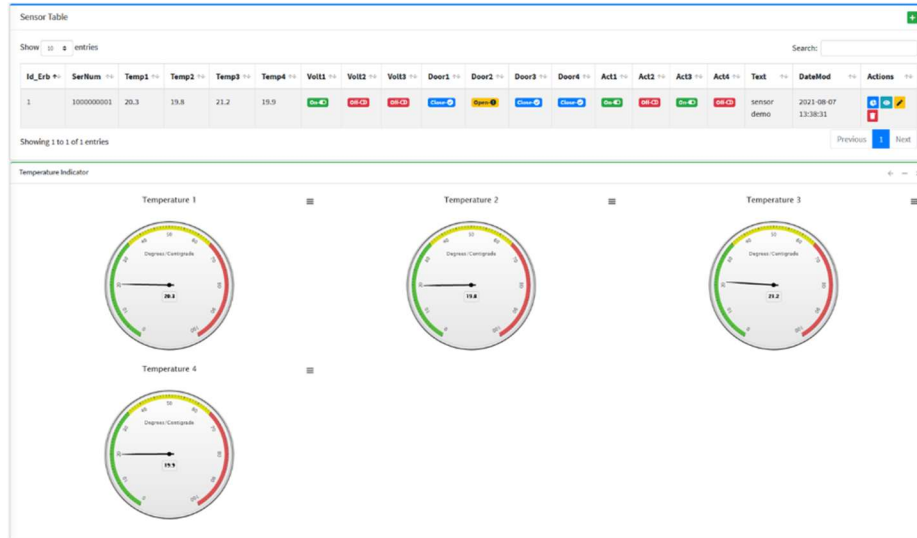 Sensor Table
Show 10 entries
Search:
Id_Erb SerNum Temp1 Temp2 Temp3 Temp4 Volt1 Volt2 Volt3 Door1 Door2 Door3 Door4 Act1 Act2 Act3 Act4 Text DateMod Actions
1 1000000001 20.3 19.8 21.2 19.9 On Off Off Close Open Close Close On Off On Off sensor demo 2021-08-07 13:38:31
Showing 1 to 1 of 1 entries
Previous 1 Next
Temperature Indicator
Temperature 1
Degrees/Centigrade
20.3
Temperature 2
Degrees/Centigrade
19.8
Temperature 3
Degrees/Centigrade
21.2
Temperature 4
Degrees/Centigrade
19.9